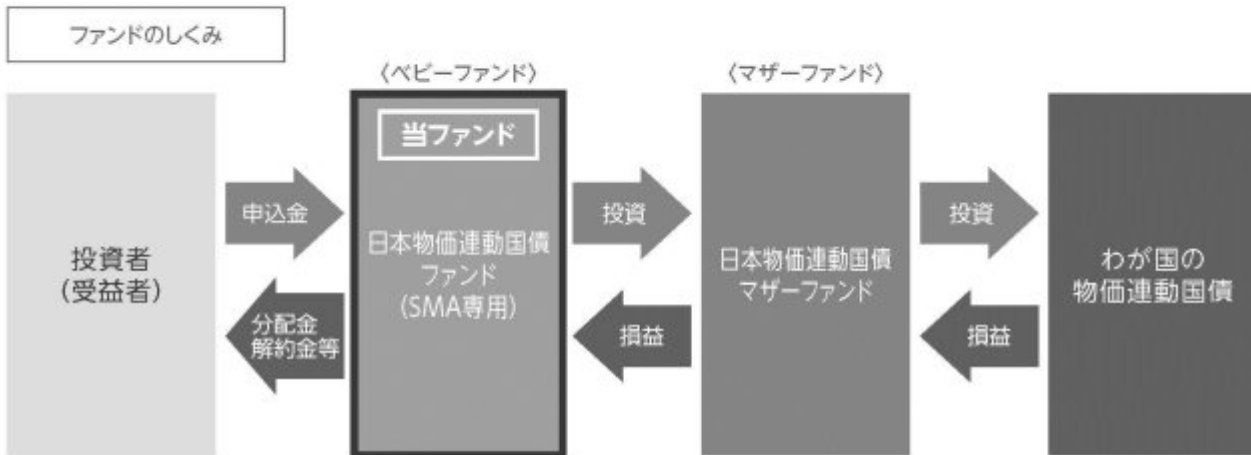 ファンドのしくみ
〈ベビーファンド〉
〈マザーファンド〉
投資者
(受益者)
申込金
分配金
解約金等
当ファンド
日本物価連動国債
ファンド
(SMA専用)
投資
損益
日本物価連動国債
マザーファンド
投資
損益
わが国の
物価連動国債